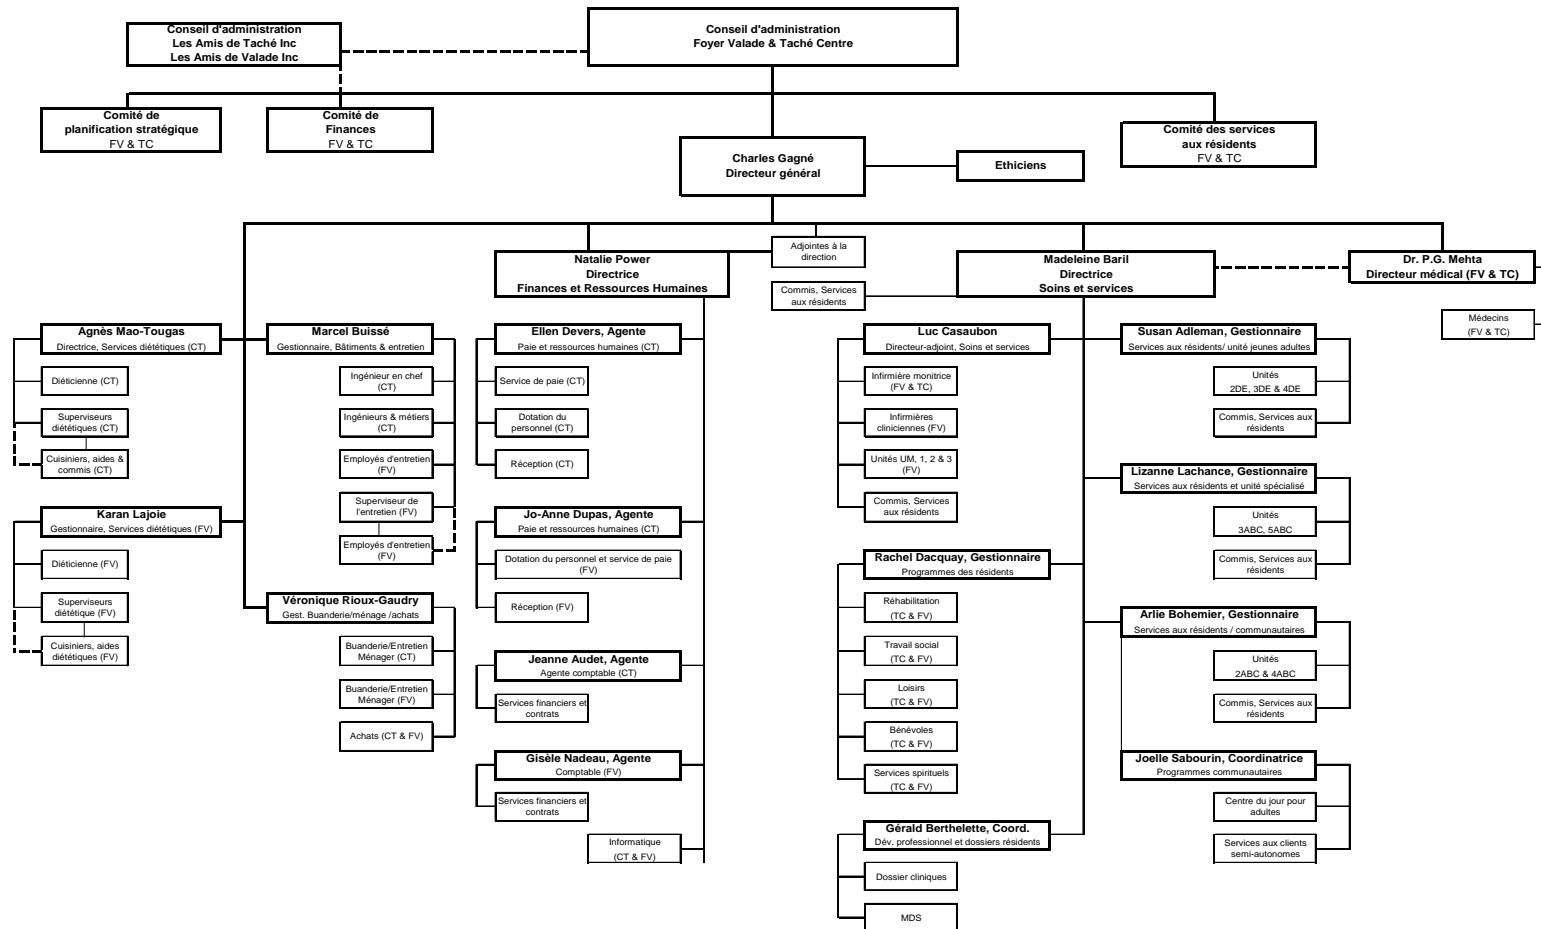 Conseil d'administration
Les Amis de Taché Inc
Les Amis de Valade Inc
Conseil d'administration
Foyer Valade & Taché Centre
Comité de
planification stratégique
FV & TC
Comité de
Finances
FV & TC
Comité des services
aux résidents
FV & TC
Charles Gagné
Directeur général
Ethiciens
Adjointes à la
direction
Natalie Power
Directrice
Finances et Ressources Humaines
Commis, Services
aux résidents
Madeleine Baril
Directrice
Soins et services
Dr. P.G. Mehta
Directeur médical (FV & TC)
Médecins
(FV & TC)
Agnès Mao-Tougas
Directrice, Services diététiques (CT)
Diéticienne (CT)
Superviseurs
diététiques (CT)
Cuisiniers, aides &
commis (CT)
Karan Lajoie
Gestionnaire, Services diététiques (FV)
Diéticienne (FV)
Superviseurs
diététique (FV)
Cuisiniers, aides
diététiques (FV)
Marcel Buissé
Gestionnaire, Bâtiments & entretien
Ingénieur en chef
(CT)
Ingénieurs & métiers
(CT)
Employés d'entretien
(FV)
Superviseur de
l'entretien (FV)
Employés d'entretien
(FV)
Véronique Rioux-Gaudry
Gest. Buanderie/ménage /achats
Buanderie/Entretien
Ménager (CT)
Buanderie/Entretien
Ménager (FV)
Achats (CT & FV)
Ellen Devers, Agente
Paie et ressources humaines (CT)
Service de paie (CT)
Dotation du
personnel (CT)
Réception (CT)
Jo-Anne Dupas, Agente
Paie et ressources humaines (CT)
Dotation du personnel et service de paie
(FV)
Réception (FV)
Jeanne Audet, Agente
Agente comptable (CT)
Services financiers et
contrats
Gisèle Nadeau, Agente
Comptable (FV)
Services financiers et
contrats
Informatique
(CT & FV)
Luc Casaubon
Directeur-adjoint, Soins et services
Infirmière monitrice
(FV & TC)
Infirmières
cliniciennes (FV)
Unités UM, 1, 2 & 3
(FV)
Commis, Services
aux résidents
Rachel Dacquay, Gestionnaire
Programmes des résidents
Réhabilitation
(TC & FV)
Travail social
(TC & FV)
Loisirs
(TC & FV)
Bénévoles
(TC & FV)
Services spirituels
(TC & FV)
Gérald Berthelette, Coord.
Dév. professionnel et dossiers résidents
Dossier cliniques
MDS
Susan Adleman, Gestionnaire
Services aux résidents/ unité jeunes adultes
Unités
2DE, 3DE & 4DE
Commis, Services aux
résidents
Lizanne Lachance, Gestionnaire
Services aux résidents et unité spécialisé
Unités
3ABC, 5ABC
Commis, Services aux
résidents
Arlie Bohemier, Gestionnaire
Services aux résidents / communautaires
Unités
2ABC & 4ABC
Commis, Services aux
résidents
Joelle Sabourin, Coordinatrice
Programmes communautaires
Centre du jour pour
adultes
Services aux clients
semi-autonomes